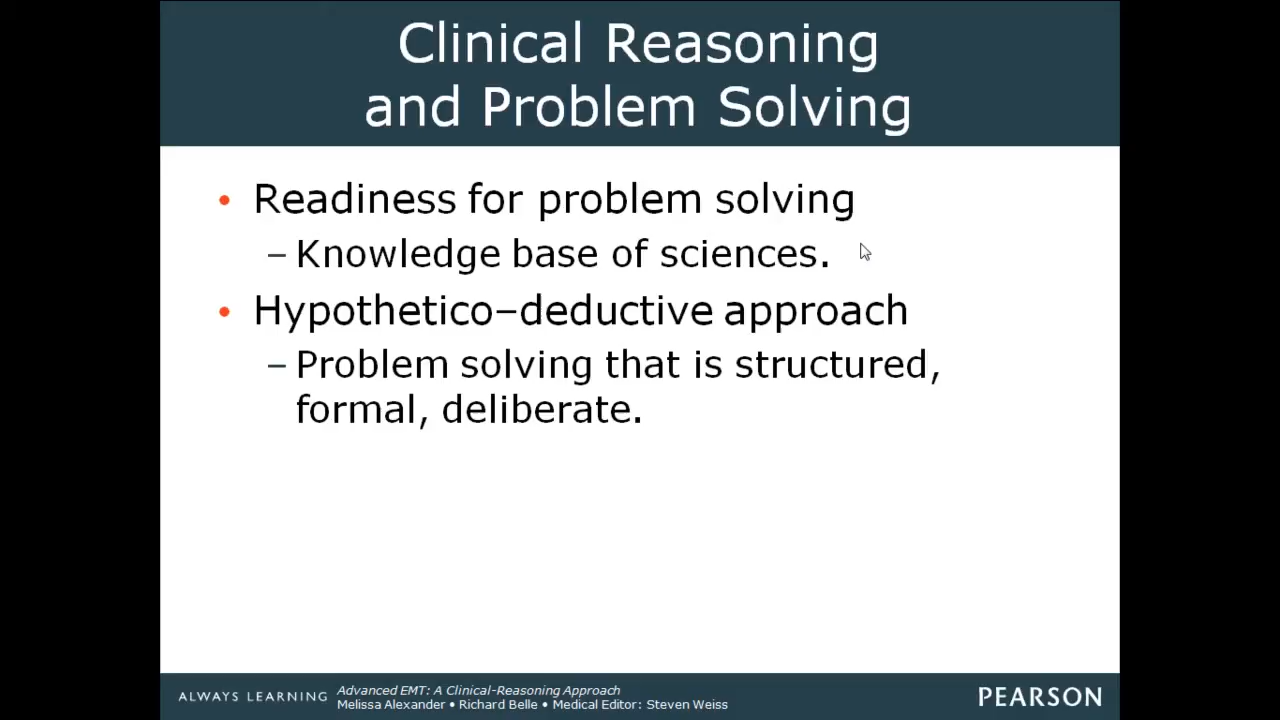 Clinical Reasoning
and Problem Solving
• Readiness for problem solving
– Knowledge base of sciences.
• Hypothetico–deductive approach
– Problem solving that is structured,
formal, deliberate.
ALWAYS LEARNING
Advanced EMT: A Clinical-Reasoning Approach
Melissa Alexander • Richard Belle • Medical Editor: Steven Weiss
PEARSON